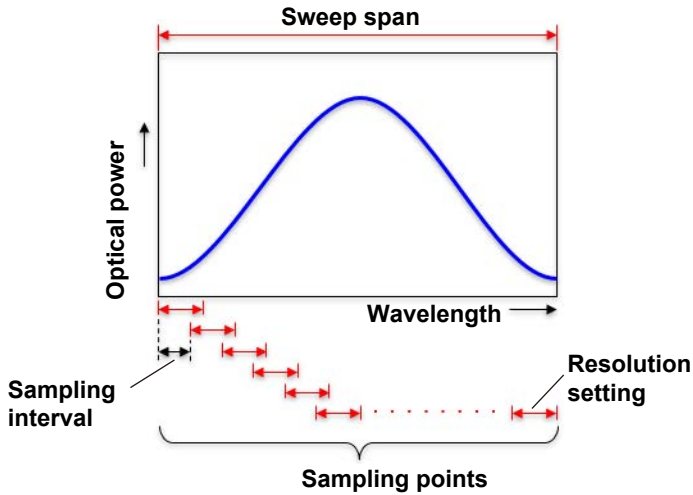 Sweep span
Optical power
Wavelength
Sampling
interval
Resolution
setting
Sampling points